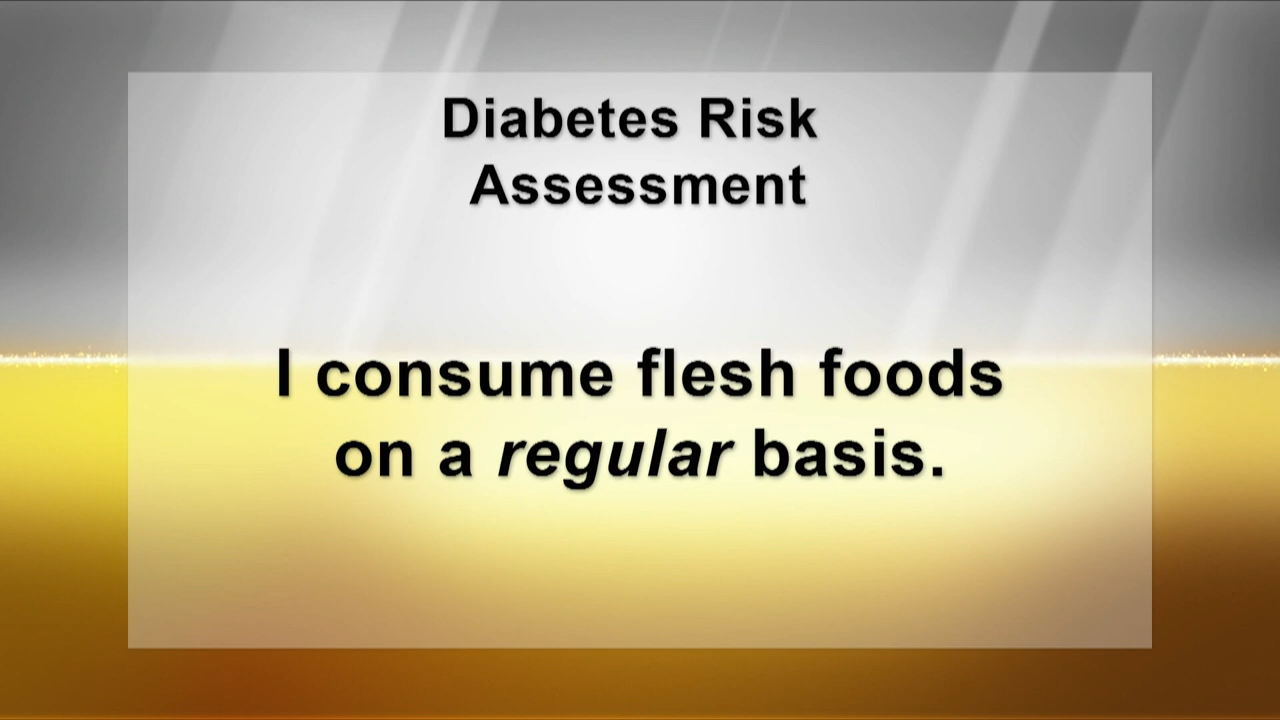 Diabetes Risk
Assessment
I consume flesh foods
on a regular basis.